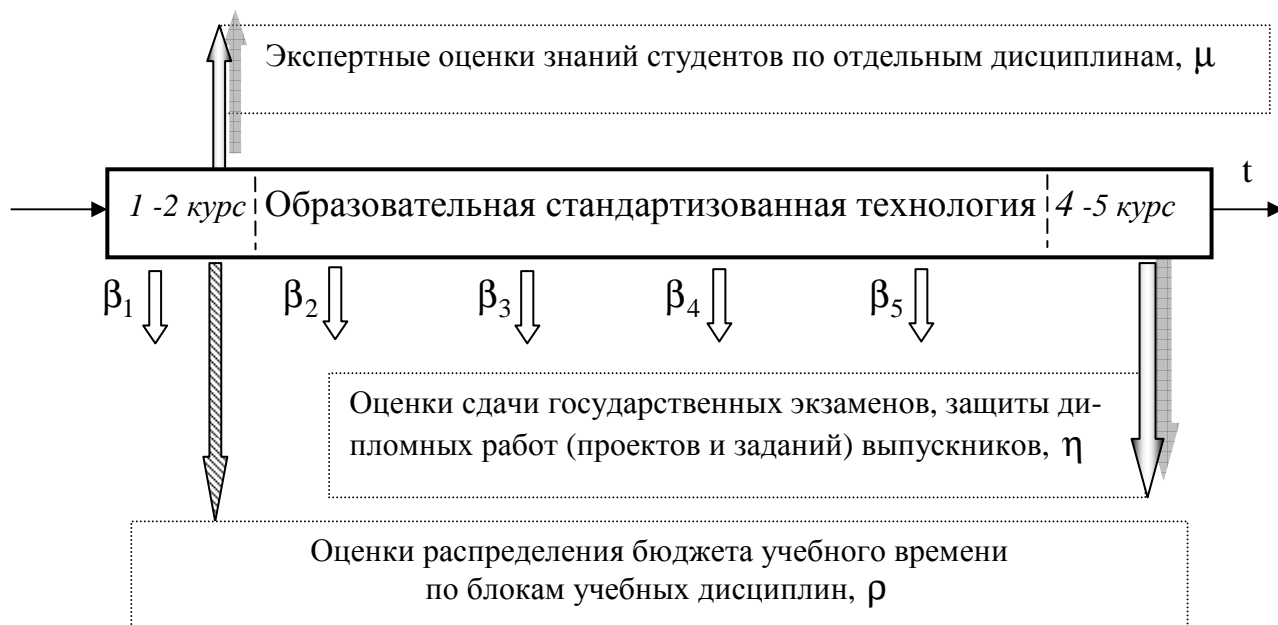 Экспертные оценки знаний студентов по отдельным дисциплинам, μ
t
1 -2 курс Образовательная стандартизованная технология 4 -5 курс
β1 β2 β3 β4 β5
Оценки сдачи государственных экзаменов, защиты ди-
пломных работ (проектов и заданий) выпускников, η
Оценки распределения бюджета учебного времени
по блокам учебных дисциплин, ρ